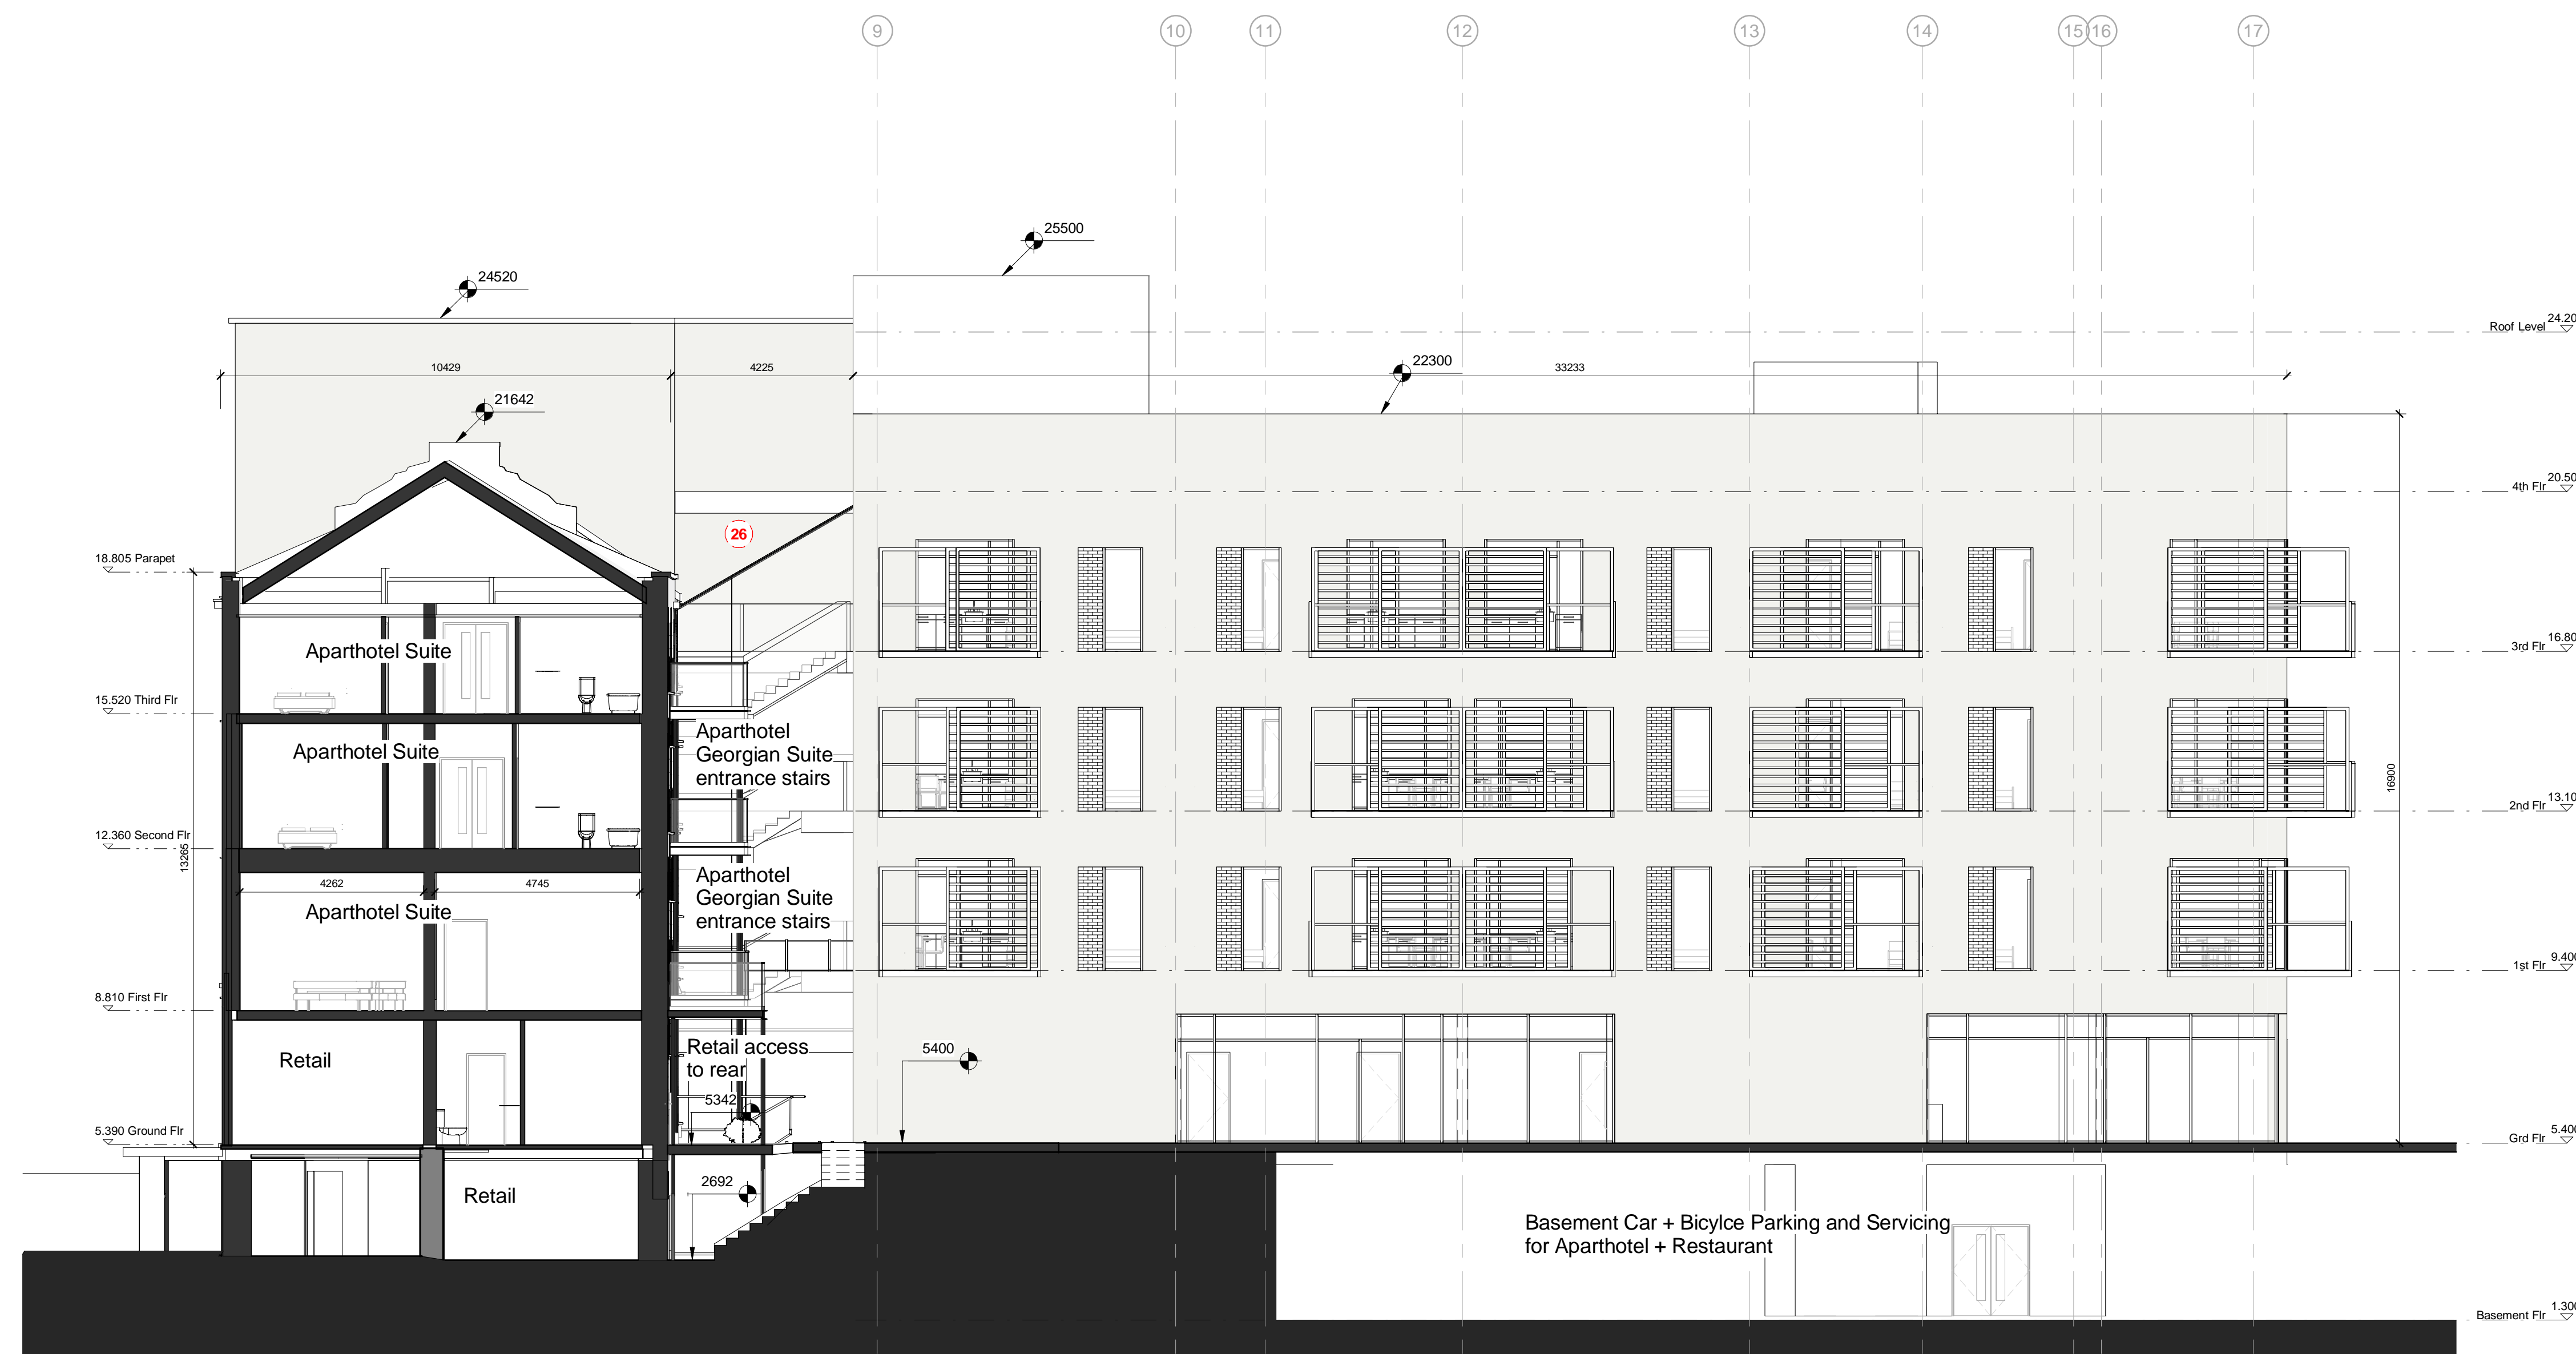 9 10 11 12 13 14 15 16 17
25500
24520
Roof Level 24.20
22300
10429 4225 33233
21642
4th Flr 20.50
26
18.805 Parapet
Aparthotel Suite
3rd Flr 16.80
15.520 Third Flr
Aparthotel
Georgian Suite
entrance stairs
Aparthotel Suite
16900
2nd Flr 13.10
12.360 Second Flr
13265
4262 4745
Aparthotel
Georgian Suite
entrance stairs
Aparthotel Suite
1st Flr 9.400
8.810 First Flr
Retail
Retail access
to rear
5400
5342
5.390 Ground Flr
Grd Flr 5.400
2692
Retail
Basement Car + Bicylce Parking and Servicing
for Aparthotel + Restaurant
Basement Flr 1.300